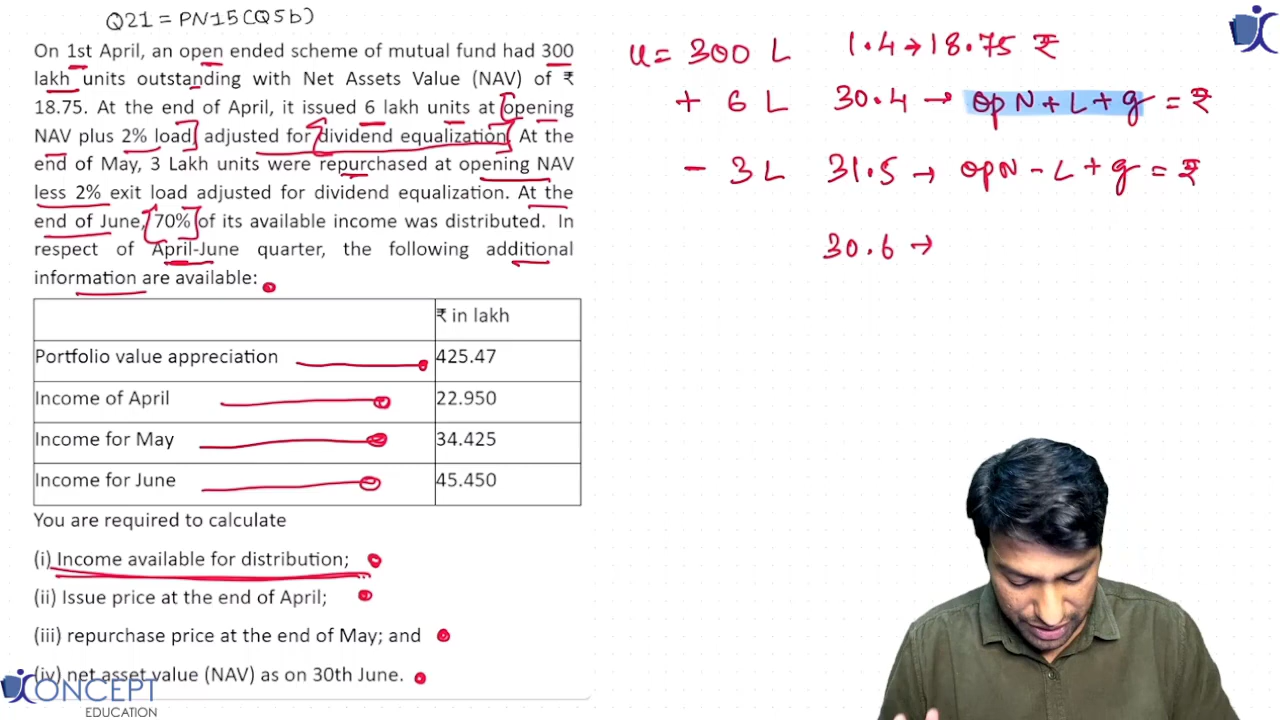 Q21 = PN15(Q5b)
On 1st April, an open ended scheme of mutual fund had 300
lakh units outstanding with Net Assets Value (NAV) of ₹
18.75. At the end of April, it issued 6 lakh units at opening
NAV plus 2% load, adjusted for dividend equalization. At the
end of May, 3 Lakh units were repurchased at opening NAV
less 2% exit load adjusted for dividend equalization. At the
end of June, 70% of its available income was distributed. In
respect of April-June quarter, the following additional
information are available:
₹ in lakh
Portfolio value appreciation 425.47
Income of April 22.950
Income for May 34.425
Income for June 45.450
You are required to calculate
(i) Income available for distribution;
(ii) Issue price at the end of April;
(iii) repurchase price at the end of May; and
(iv) net asset value (NAV) as on 30th June.
CONCEPT
EDUCATION
u = 300 L 1.4 → 18.75 ₹
+ 6 L 30.4 → opN + L + g = ₹
- 3 L 31.5 → opN - L + g = ₹
30.6 →